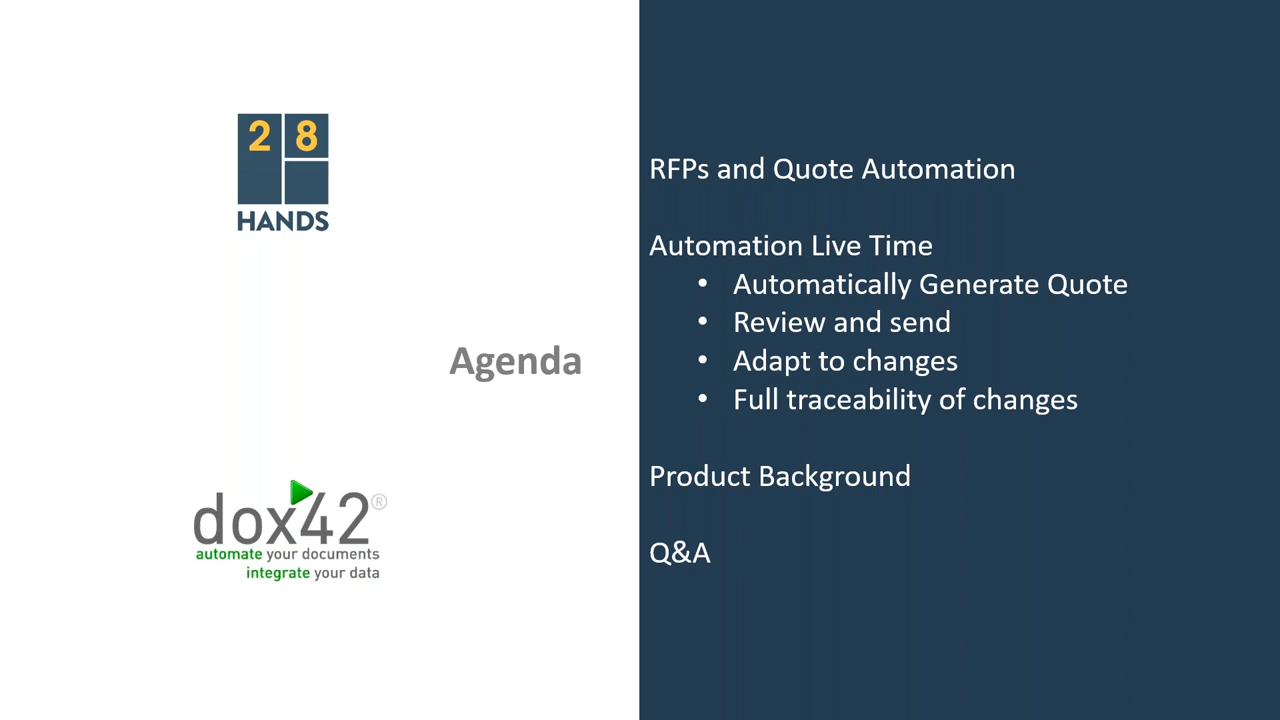 2 8
HANDS
Agenda
dox42®
automate your documents
integrate your data
RFPs and Quote Automation
Automation Live Time
• Automatically Generate Quote
• Review and send
• Adapt to changes
• Full traceability of changes
Product Background
Q&A